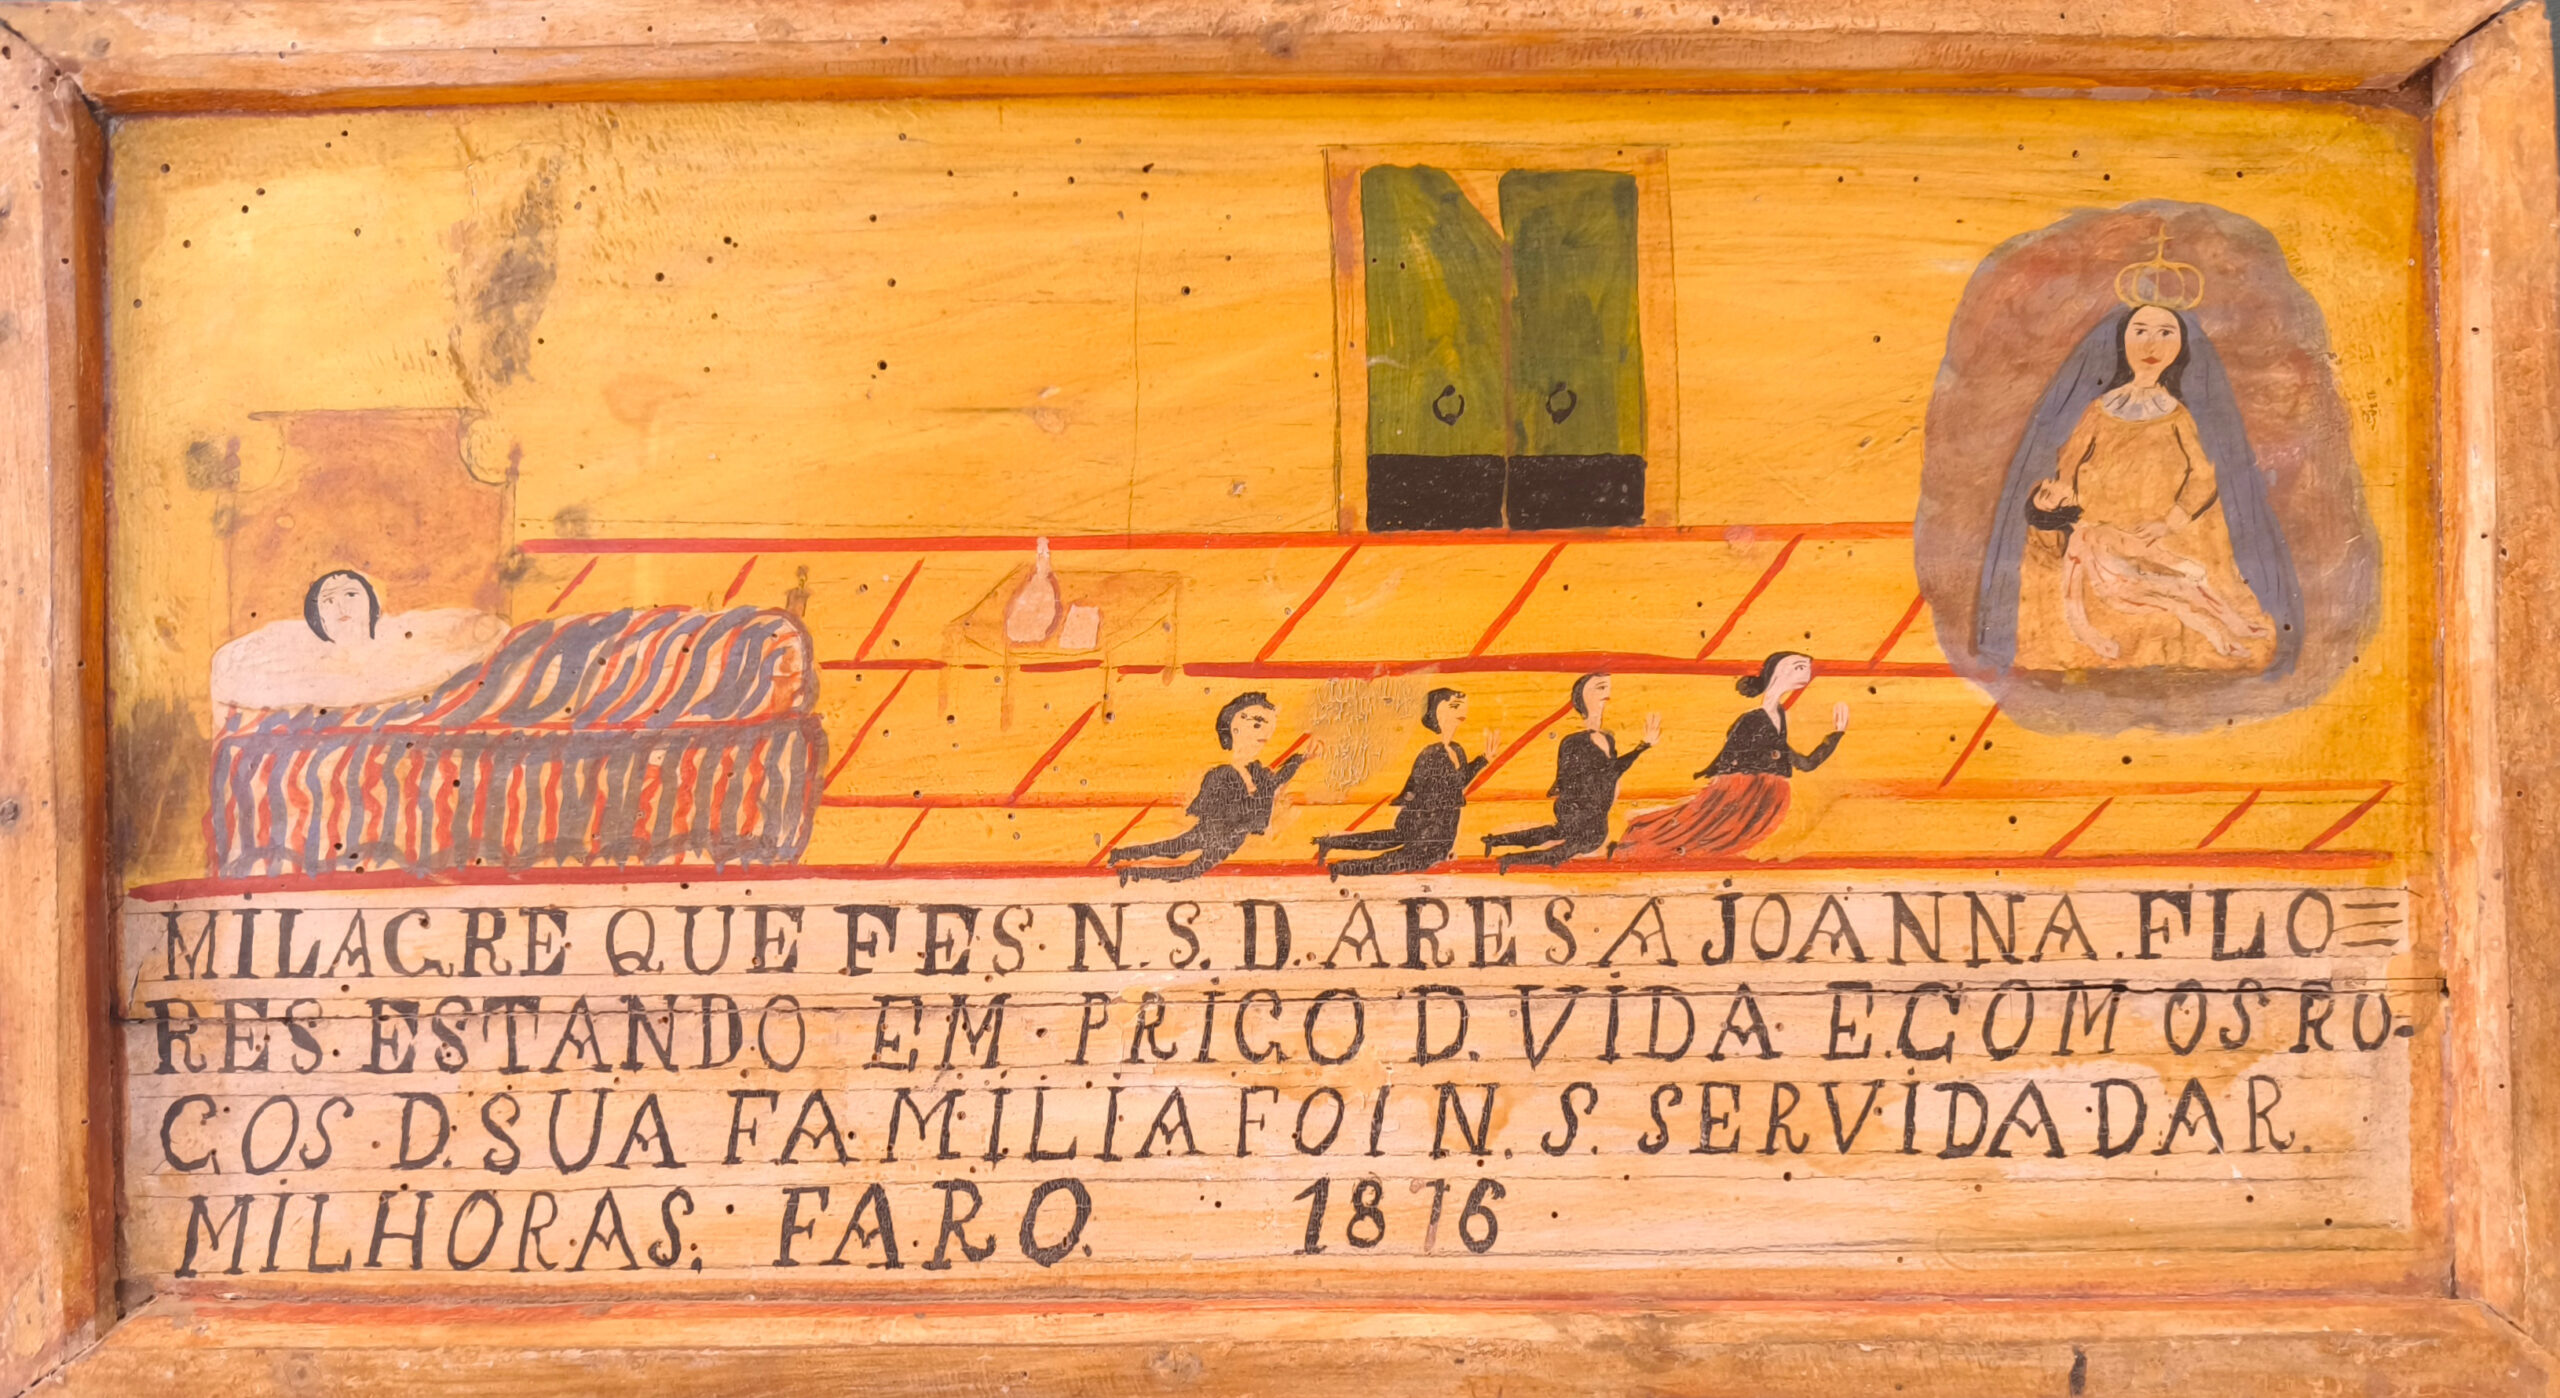 MILAGRE QUE FES. N. S. D. ARES. A JOANNA. FLO=
RES. ESTANDO EM. PRIGO D. VIDA. E. COM OS RO=
GOS. D. SUA FAMILIA FOI N. S. SERVIDA DAR.
MILHORAS. FARO. 1876.